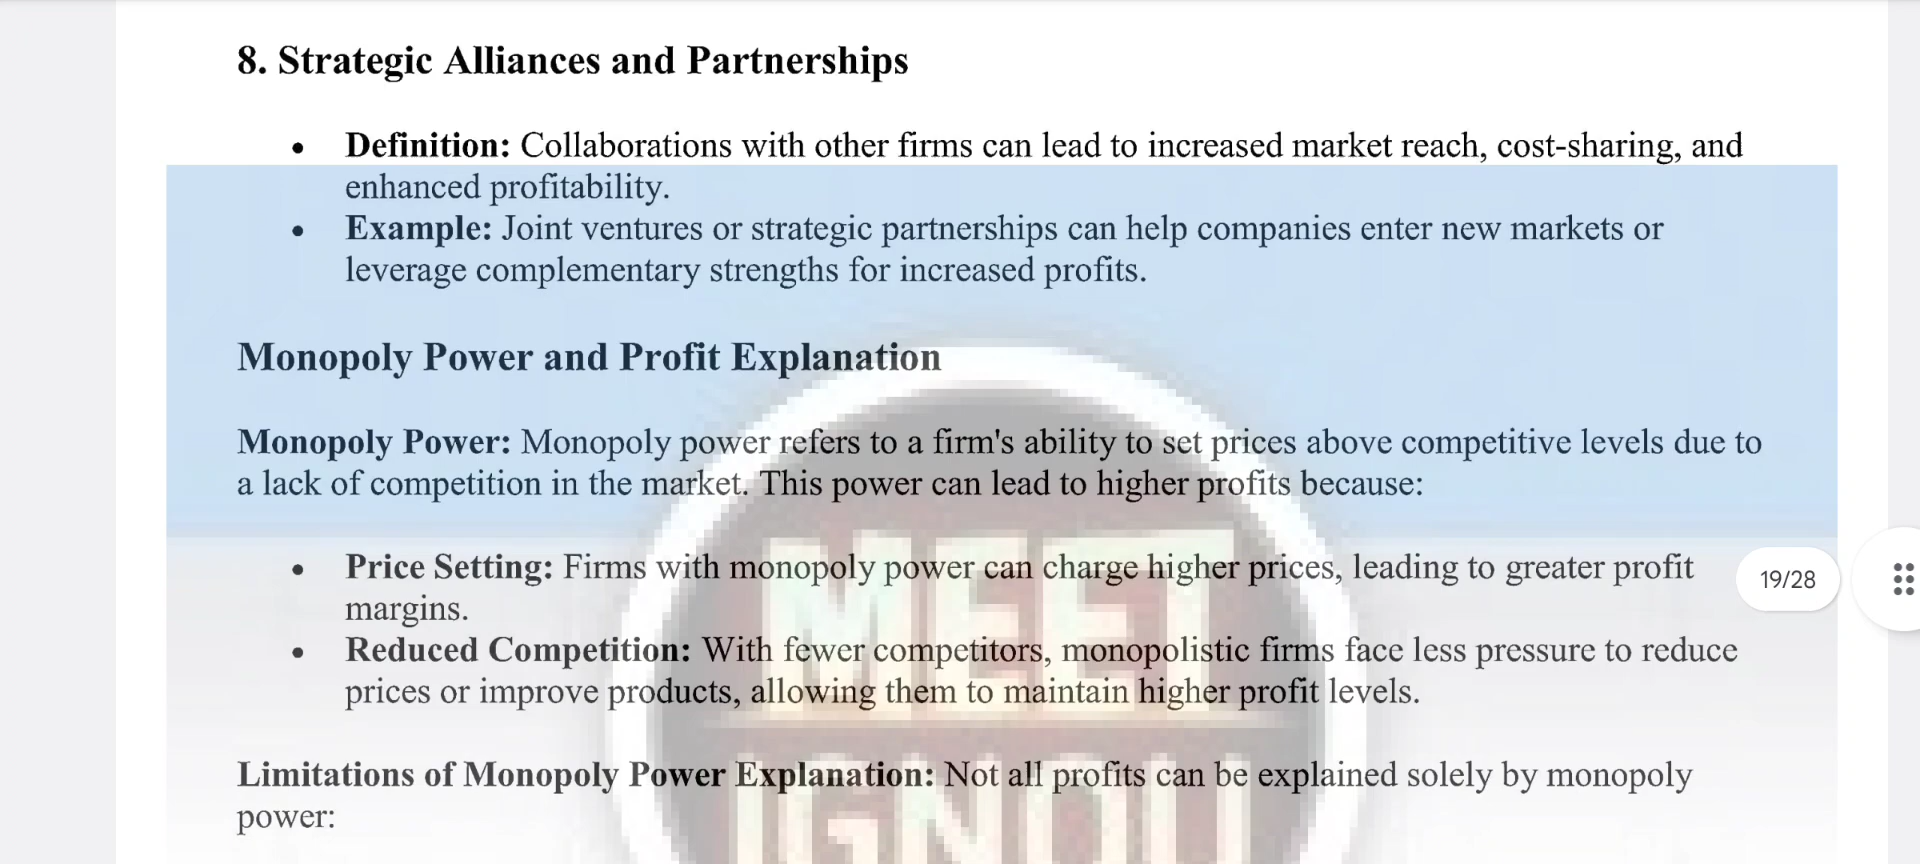 8. Strategic Alliances and Partnerships
• Definition: Collaborations with other firms can lead to increased market reach, cost-sharing, and
enhanced profitability.
• Example: Joint ventures or strategic partnerships can help companies enter new markets or
leverage complementary strengths for increased profits.
Monopoly Power and Profit Explanation
Monopoly Power: Monopoly power refers to a firm's ability to set prices above competitive levels due to
a lack of competition in the market. This power can lead to higher profits because:
• Price Setting: Firms with monopoly power can charge higher prices, leading to greater profit
margins.
19/28
• Reduced Competition: With fewer competitors, monopolistic firms face less pressure to reduce
prices or improve products, allowing them to maintain higher profit levels.
Limitations of Monopoly Power Explanation: Not all profits can be explained solely by monopoly
power:
MEET
IGNOU